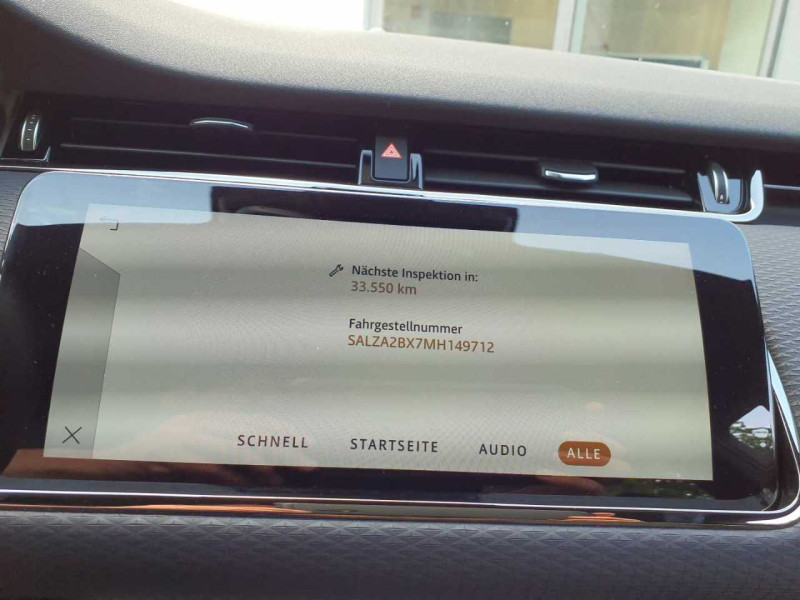 Nächste Inspektion in:
33.550 km
Fahrgestellnummer
SALZA2BX7MH149712
SCHNELL STARTSEITE AUDIO ALLE